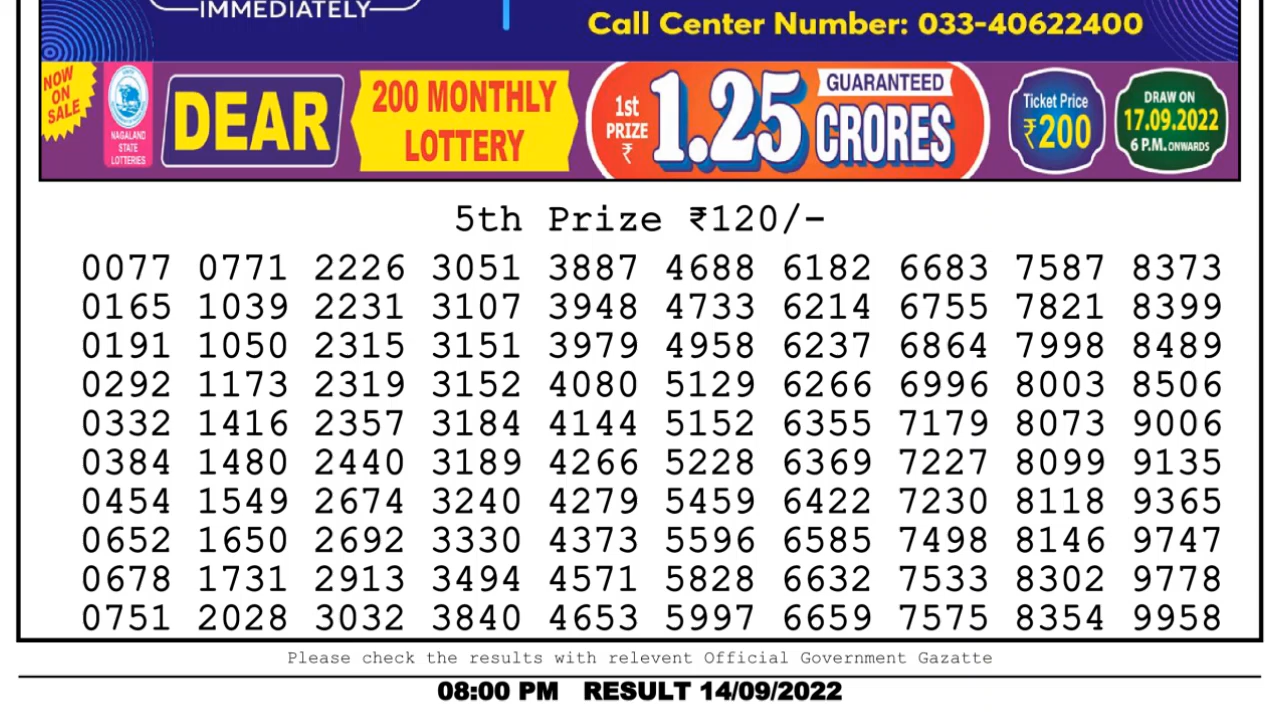 IMMEDIATELY
Call Center Number: 033-40622400
NOW
ON
SALE
NAGALAND
STATE
LOTTERIES
DEAR
200 MONTHLY
LOTTERY
1st
PRIZE
₹
1.25
GUARANTEED
CRORES
Ticket Price
₹200
DRAW ON
17.09.2022
6 P.M. ONWARDS
5th Prize ₹120/-
0077 0771 2226 3051 3887 4688 6182 6683 7587 8373
0165 1039 2231 3107 3948 4733 6214 6755 7821 8399
0191 1050 2315 3151 3979 4958 6237 6864 7998 8489
0292 1173 2319 3152 4080 5129 6266 6996 8003 8506
0332 1416 2357 3184 4144 5152 6355 7179 8073 9006
0384 1480 2440 3189 4266 5228 6369 7227 8099 9135
0454 1549 2674 3240 4279 5459 6422 7230 8118 9365
0652 1650 2692 3330 4373 5596 6585 7498 8146 9747
0678 1731 2913 3494 4571 5828 6632 7533 8302 9778
0751 2028 3032 3840 4653 5997 6659 7575 8354 9958
Please check the results with relevent Official Government Gazatte
08:00 PM RESULT 14/09/2022